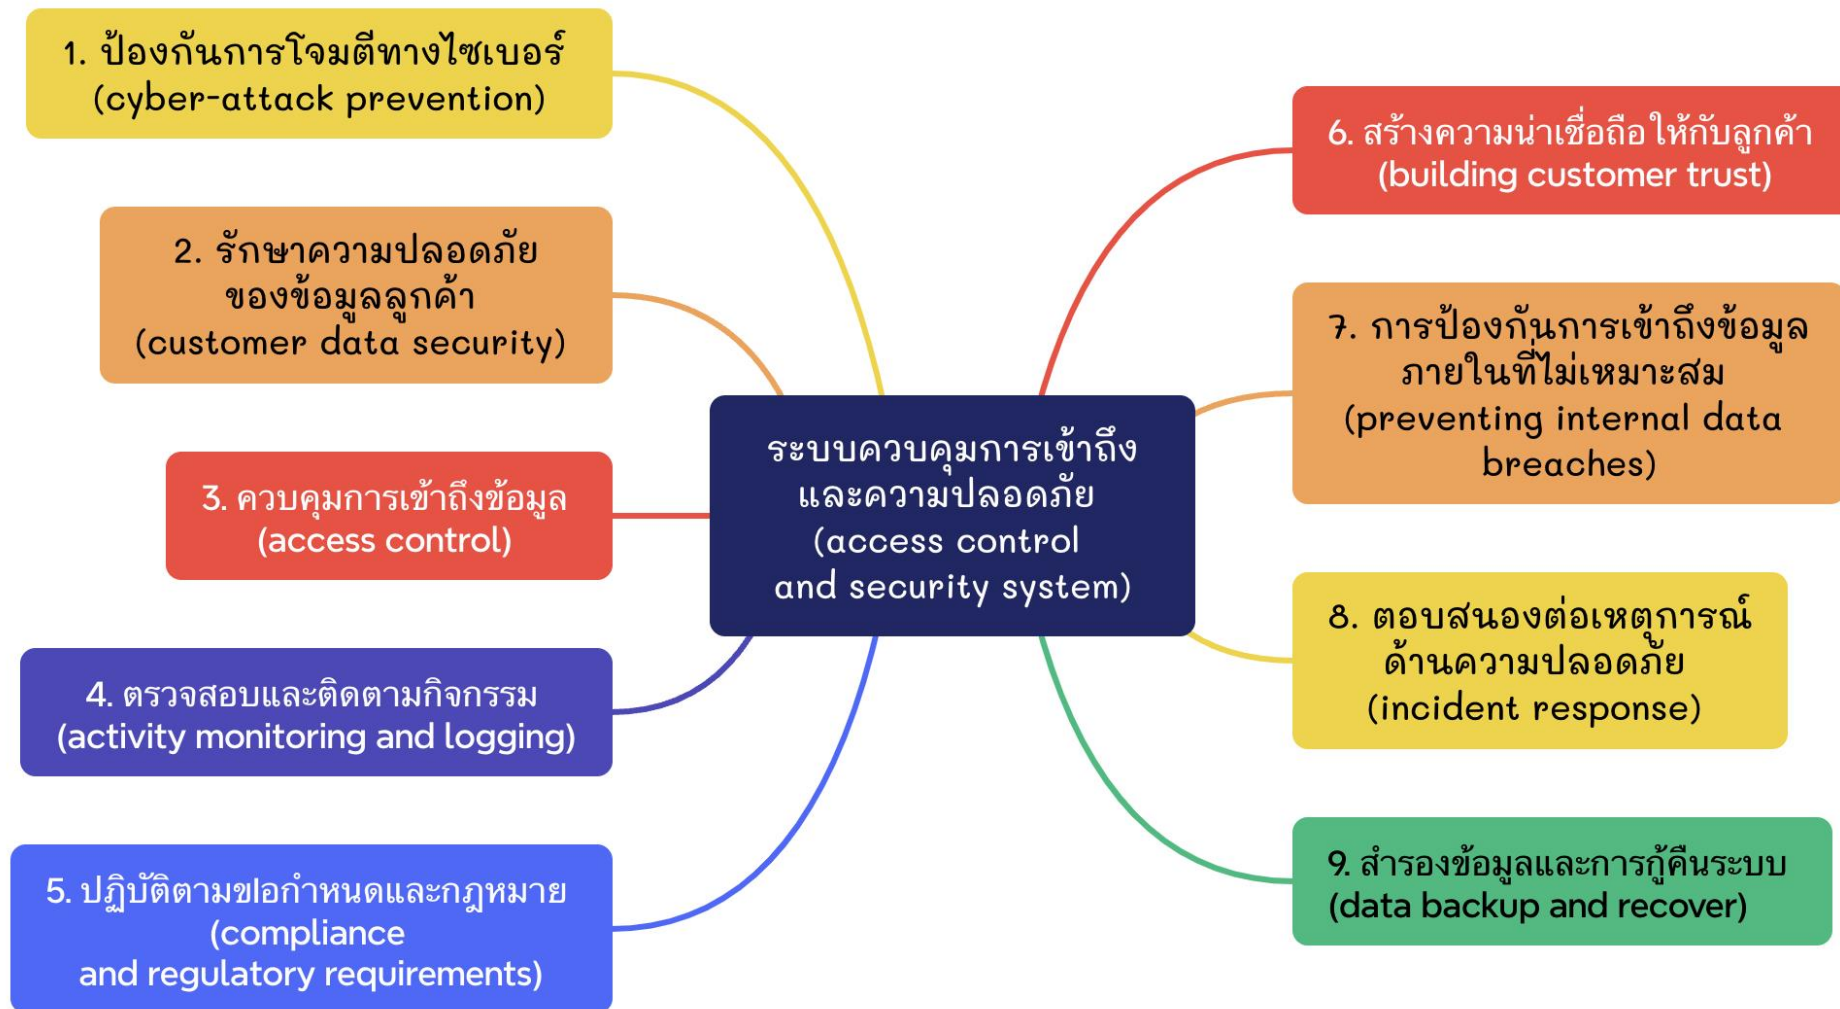 1. ป้องกันการโจมตีทางไซเบอร์
(cyber-attack prevention)
2. รักษาความปลอดภัย
ของข้อมูลลูกค้า
(customer data security)
3. ควบคุมการเข้าถึงข้อมูล
(access control)
4. ตรวจสอบและติดตามกิจกรรม
(activity monitoring and logging)
5. ปฏิบัติตามขIอกำหนดและกฎหมาย
(compliance
and regulatory requirements)
ระบบควบคุมการเข้าถึง
และความปลอดภัย
(access control
and security system)
6. สร้างความน่าเชื่อถือ ให้กับลูกค้า
(building customer trust)
7. การป้องกันการเข้าถึงข้อมูล
ภายในที่ไม่เหมาะสม
(preventing internal data
breaches)
8. ตอบสนองต่อเหตุการณ์
ด้านความปลอดภัย
(incident response)
9. สำรองข้อมูลและการกู้คืนระบบ
(data backup and recover)